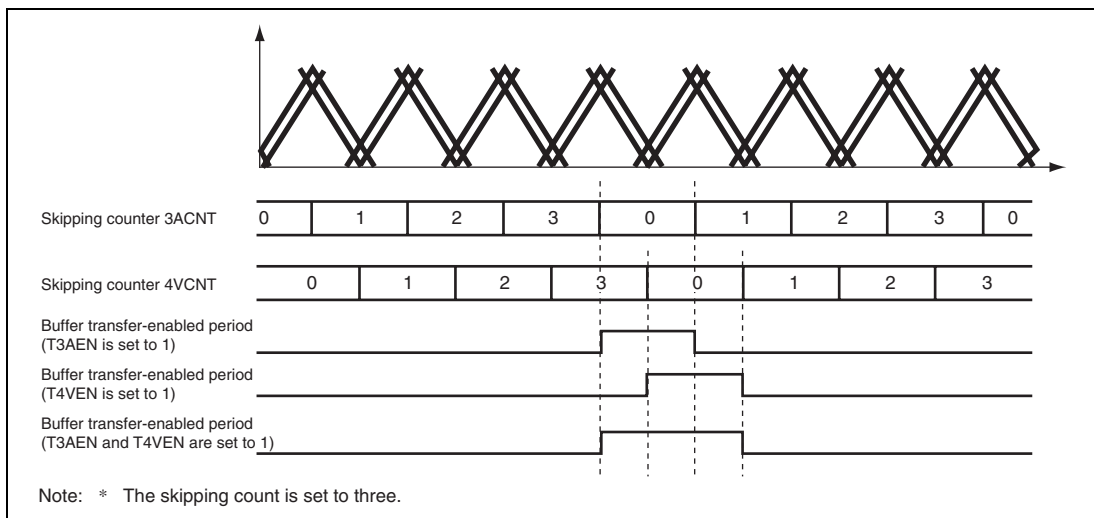 Skipping counter 3ACNT 0 1 2 3 0 1 2 3 0
Skipping counter 4VCNT 0 1 2 3 0 1 2 3
Buffer transfer-enabled period
(T3AEN is set to 1)
Buffer transfer-enabled period
(T4VEN is set to 1)
Buffer transfer-enabled period
(T3AEN and T4VEN are set to 1)
Note: * The skipping count is set to three.